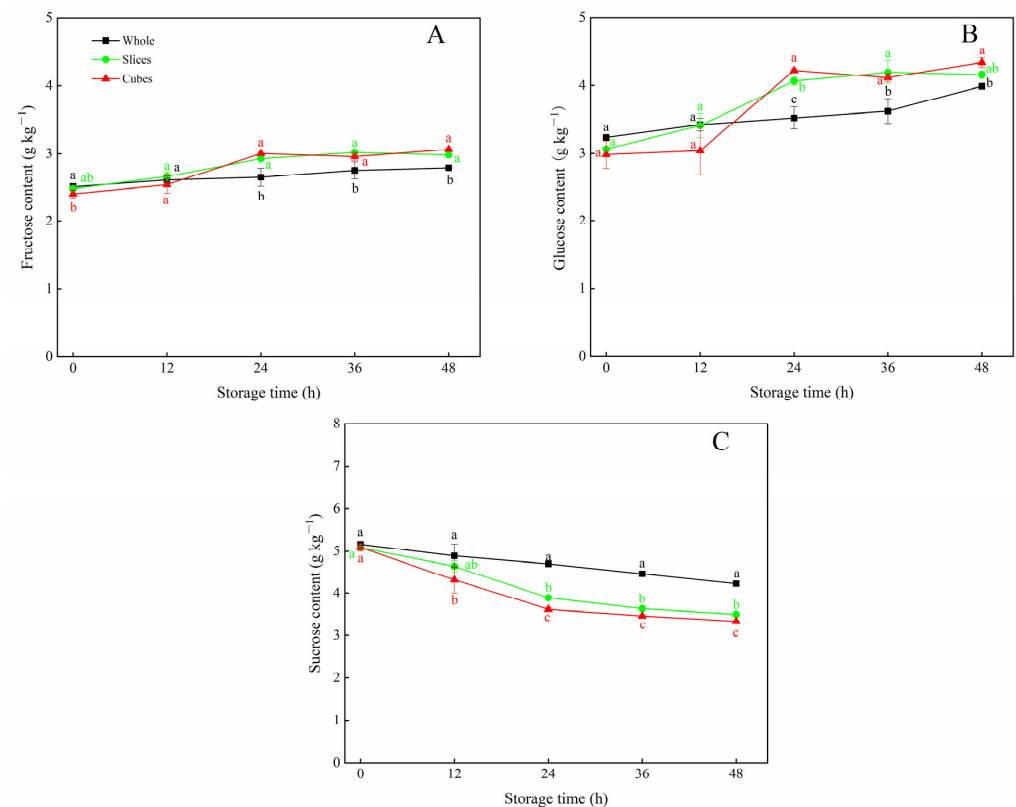 A
Whole
Slices
Cubes
Fructose content (g kg⁻¹)
5
4
3
2
1
0
a
ab
b
a
a
a
a
a
b
a
a
b
a
a
b
0
12
24
36
48
Storage time (h)
B
Glucose content (g kg⁻¹)
5
4
3
2
1
0
a
a
a
a
a
a
a
b
c
a
a
b
a
ab
b
0
12
24
36
48
Storage time (h)
C
Sucrose content (g kg⁻¹)
8
7
6
5
4
3
2
1
0
a
a
a
a
ab
b
a
b
c
a
b
c
a
b
c
0
12
24
36
48
Storage time (h)